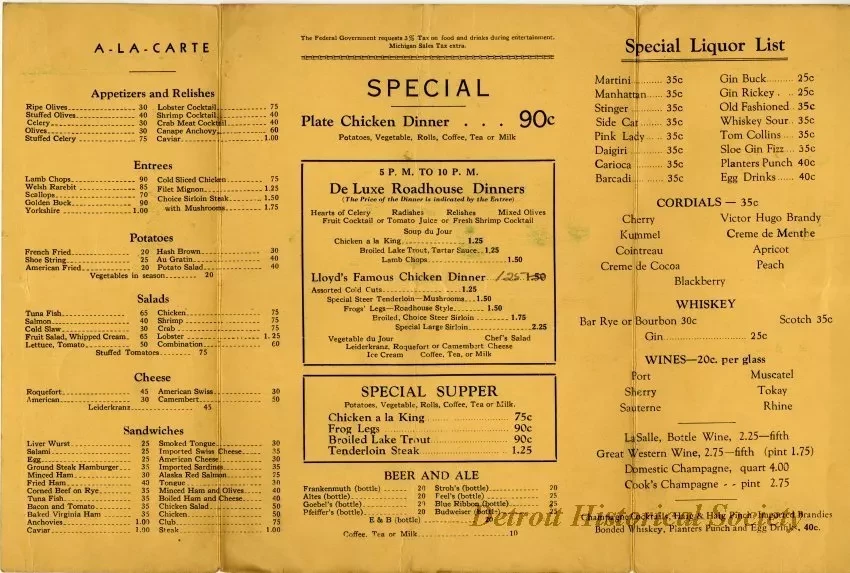 A-LA-CARTE
Appetizers and Relishes
Ripe Olives 30 Lobster Cocktail 75
Stuffed Olives 40 Shrimp Cocktail 40
Celery 30 Crab Meat Cocktail 40
Olives 30 Canape Anchovy 60
Stuffed Celery 75 Caviar 1.00
Entrees
Lamb Chops 90 Cold Sliced Chicken 75
Welsh Rarebit 85 Filet Mignon 1.25
Scallops 70 Choice Sirloin Steak 1.50
Golden Buck 90 with Mushrooms 1.75
Yorkshire 1.00
Potatoes
French Fried 20 Hash Brown 30
Shoe String 25 Au Gratin 40
American Fried 20 Potato Salad 40
Vegetables in season 20
Salads
Tuna Fish 65 Chicken 75
Salmon 40 Shrimp 75
Cold Slaw 30 Crab 75
Fruit Salad, Whipped Cream 65 Lobster 1.25
Lettuce, Tomato 50 Combination 60
Stuffed Tomatoes 75
Cheese
Roquefort 45 American Swiss 30
American 30 Camembert 50
Leiderkranz 45
Sandwiches
Liver Wurst 25 Smoked Tongue 30
Salami 25 Imported Swiss Cheese 35
Egg 25 American Cheese 30
Ground Steak Hamburger 35 Imported Sardines 35
Minced Ham 30 Alaska Red Salmon 75
Fried Ham 40 Tongue 30
Corned Beef on Rye 35 Minced Ham and Olives 40
Tuna Fish 35 Boiled Ham and Cheese 40
Bacon and Tomato 35 Chicken Salad 50
Baked Virginia Ham 35 Chicken 50
Anchovies 1.00 Club 75
Caviar 1.00 Steak 1.00
The Federal Government requests 5% Tax on food and drinks during entertainment.
Michigan Sales Tax extra.
SPECIAL
Plate Chicken Dinner . . . 90c
Potatoes, Vegetable, Rolls, Coffee, Tea or Milk
5 P. M. TO 10 P. M.
De Luxe Roadhouse Dinners
(The Price of the Dinner is indicated by the Entree)
Hearts of Celery Radishes Relishes Mixed Olives
Fruit Cocktail or Tomato Juice or Fresh Shrimp Cocktail
Soup du Jour
Chicken a la King 1.25
Broiled Lake Trout, Tartar Sauce 1.25
Lamb Chops 1.50
Lloyd's Famous Chicken Dinner 1.25 1.50
Assorted Cold Cuts 1.25
Special Steer Tenderloin—Mushrooms 1.50
Frogs' Legs—Roadhouse Style 1.50
Broiled, Choice Steer Sirloin 1.75
Special Large Sirloin 2.25
Vegetable du Jour Chef's Salad
Leiderkranz, Roquefort or Camembert Cheese
Ice Cream Coffee, Tea, or Milk
SPECIAL SUPPER
Potatoes, Vegetable, Rolls, Coffee, Tea or Milk.
Chicken a la King 75c
Frog Legs 90c
Broiled Lake Trout 90c
Tenderloin Steak 1.25
BEER AND ALE
Frankenmuth (bottle) 20 Stroh's (bottle) 20
Altes (bottle) 20 Feel's (bottle) 25
Goebel's (bottle) 20 Blue Ribbon (bottle)
Pfeiffer's (bottle) 20 Budweiser (bottle)
E & B (bottle)
Coffee, Tea or Milk 10
Special Liquor List
Martini 35c Gin Buck 25c
Manhattan 35c Gin Rickey 25c
Stinger 35c Old Fashioned 35c
Side Car 35c Whiskey Sour 35c
Pink Lady 35c Tom Collins 35c
Daigiri 35c Sloe Gin Fizz 35c
Carioca 35c Planters Punch 40c
Barcadi 35c Egg Drinks 40c
CORDIALS — 35c
Cherry Victor Hugo Brandy
Kummel Creme de Menthe
Cointreau Apricot
Creme de Cocoa Peach
Blackberry
WHISKEY
Bar Rye or Bourbon 30c Scotch 35c
Gin 25c
WINES—20c. per glass
Port Muscatel
Sherry Tokay
Sauterne Rhine
LaSalle, Bottle Wine, 2.25—fifth
Great Western Wine, 2.75—fifth (pint 1.75)
Domestic Champagne, quart 4.00
Cook's Champagne - - pint 2.75
Champagne Cocktails, Haig & Haig Pinch, Imported Brandies
Bonded Whiskey, Planters Punch and Egg Drinks, 40c.
Detroit Historical Society